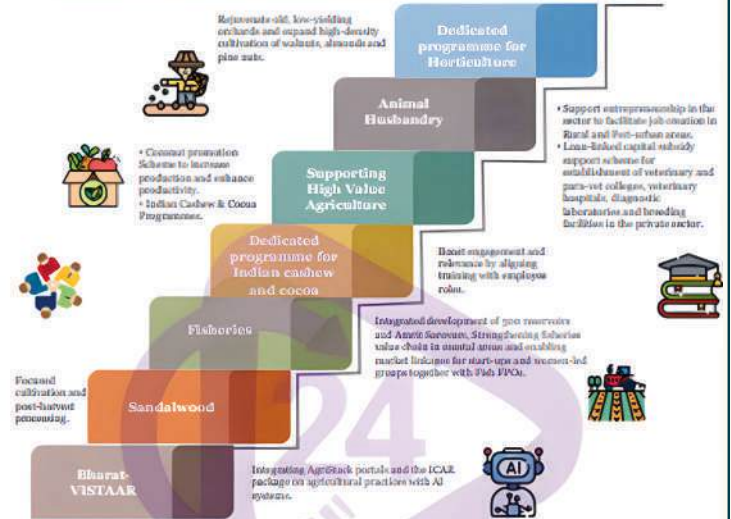 Rejuvenate old, low-yielding
orchards and expand high-density
cultivation of walnuts, almonds and
pine nuts.
Dedicated
programme for
Horticulture
Animal
Husbandry
• Support entrepreneurship in the
sector to facilitate job creation in
Rural and Peri-urban areas.
• Loan-linked capital subsidy
support scheme for
establishment of veterinary and
para-vet colleges, veterinary
hospitals, diagnostic
laboratories and breeding
facilities in the private sector.
• Coconut promotion
Scheme to increase
production and enhance
productivity.
• Indian Cashew & Cocoa
Programmes.
Supporting
High Value
Agriculture
Dedicated
programme for
Indian cashew
and cocoa
Boost engagement and
relevance by aligning
training with employee
roles.
Fisheries
Integrated development of 500 reservoirs
and Amrit Sarovars, Strengthening fisheries
value chain in coastal areas and enabling
market linkages for start-ups and women-led
groups together with Fish FPOs.
Focused
cultivation and
post-harvest
processing.
Sandalwood
24
Bharat-
VISTAAR
Integrating AgriStack portals and the ICAR
package on agricultural practices with AI
systems.
AI